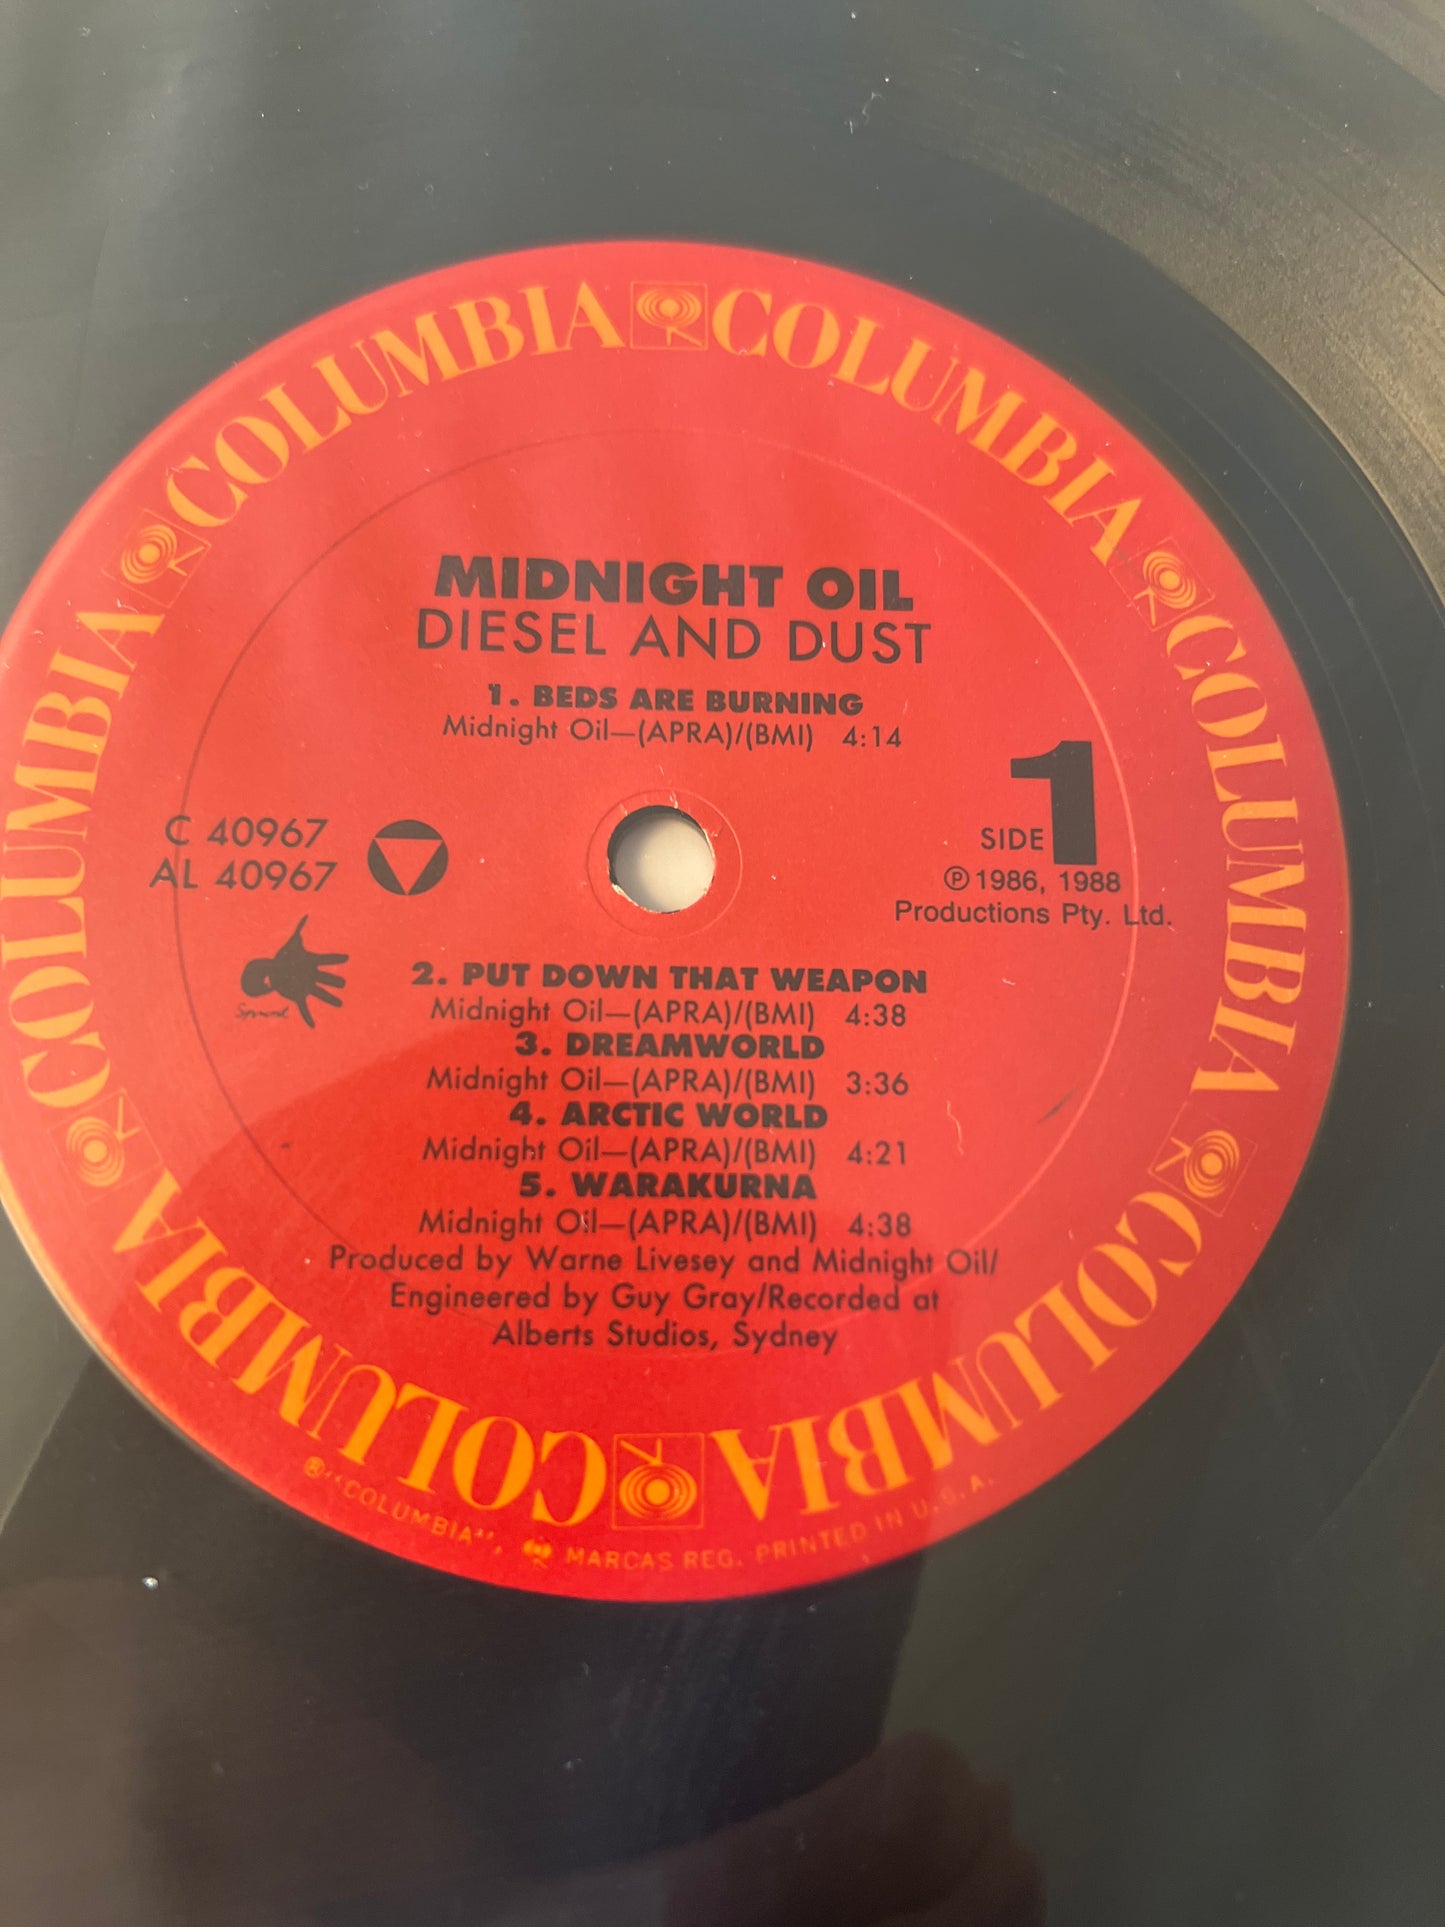 COLUMBIA COLUMBIA COLUMBIA COLUMBIA COLUMBIA COLUMBIA
MIDNIGHT OIL
DIESEL AND DUST
1. BEDS ARE BURNING
Midnight Oil—(APRA)/(BMI) 4:14
C 40967
AL 40967
SIDE 1
℗ 1986, 1988
Productions Pty. Ltd.
Sprint
2. PUT DOWN THAT WEAPON
Midnight Oil—(APRA)/(BMI) 4:38
3. DREAMWORLD
Midnight Oil—(APRA)/(BMI) 3:36
4. ARCTIC WORLD
Midnight Oil—(APRA)/(BMI) 4:21
5. WARAKURNA
Midnight Oil—(APRA)/(BMI) 4:38
Produced by Warne Livesey and Midnight Oil/
Engineered by Guy Gray/Recorded at
Alberts Studios, Sydney
® "COLUMBIA", MARCAS REG. PRINTED IN U.S.A.